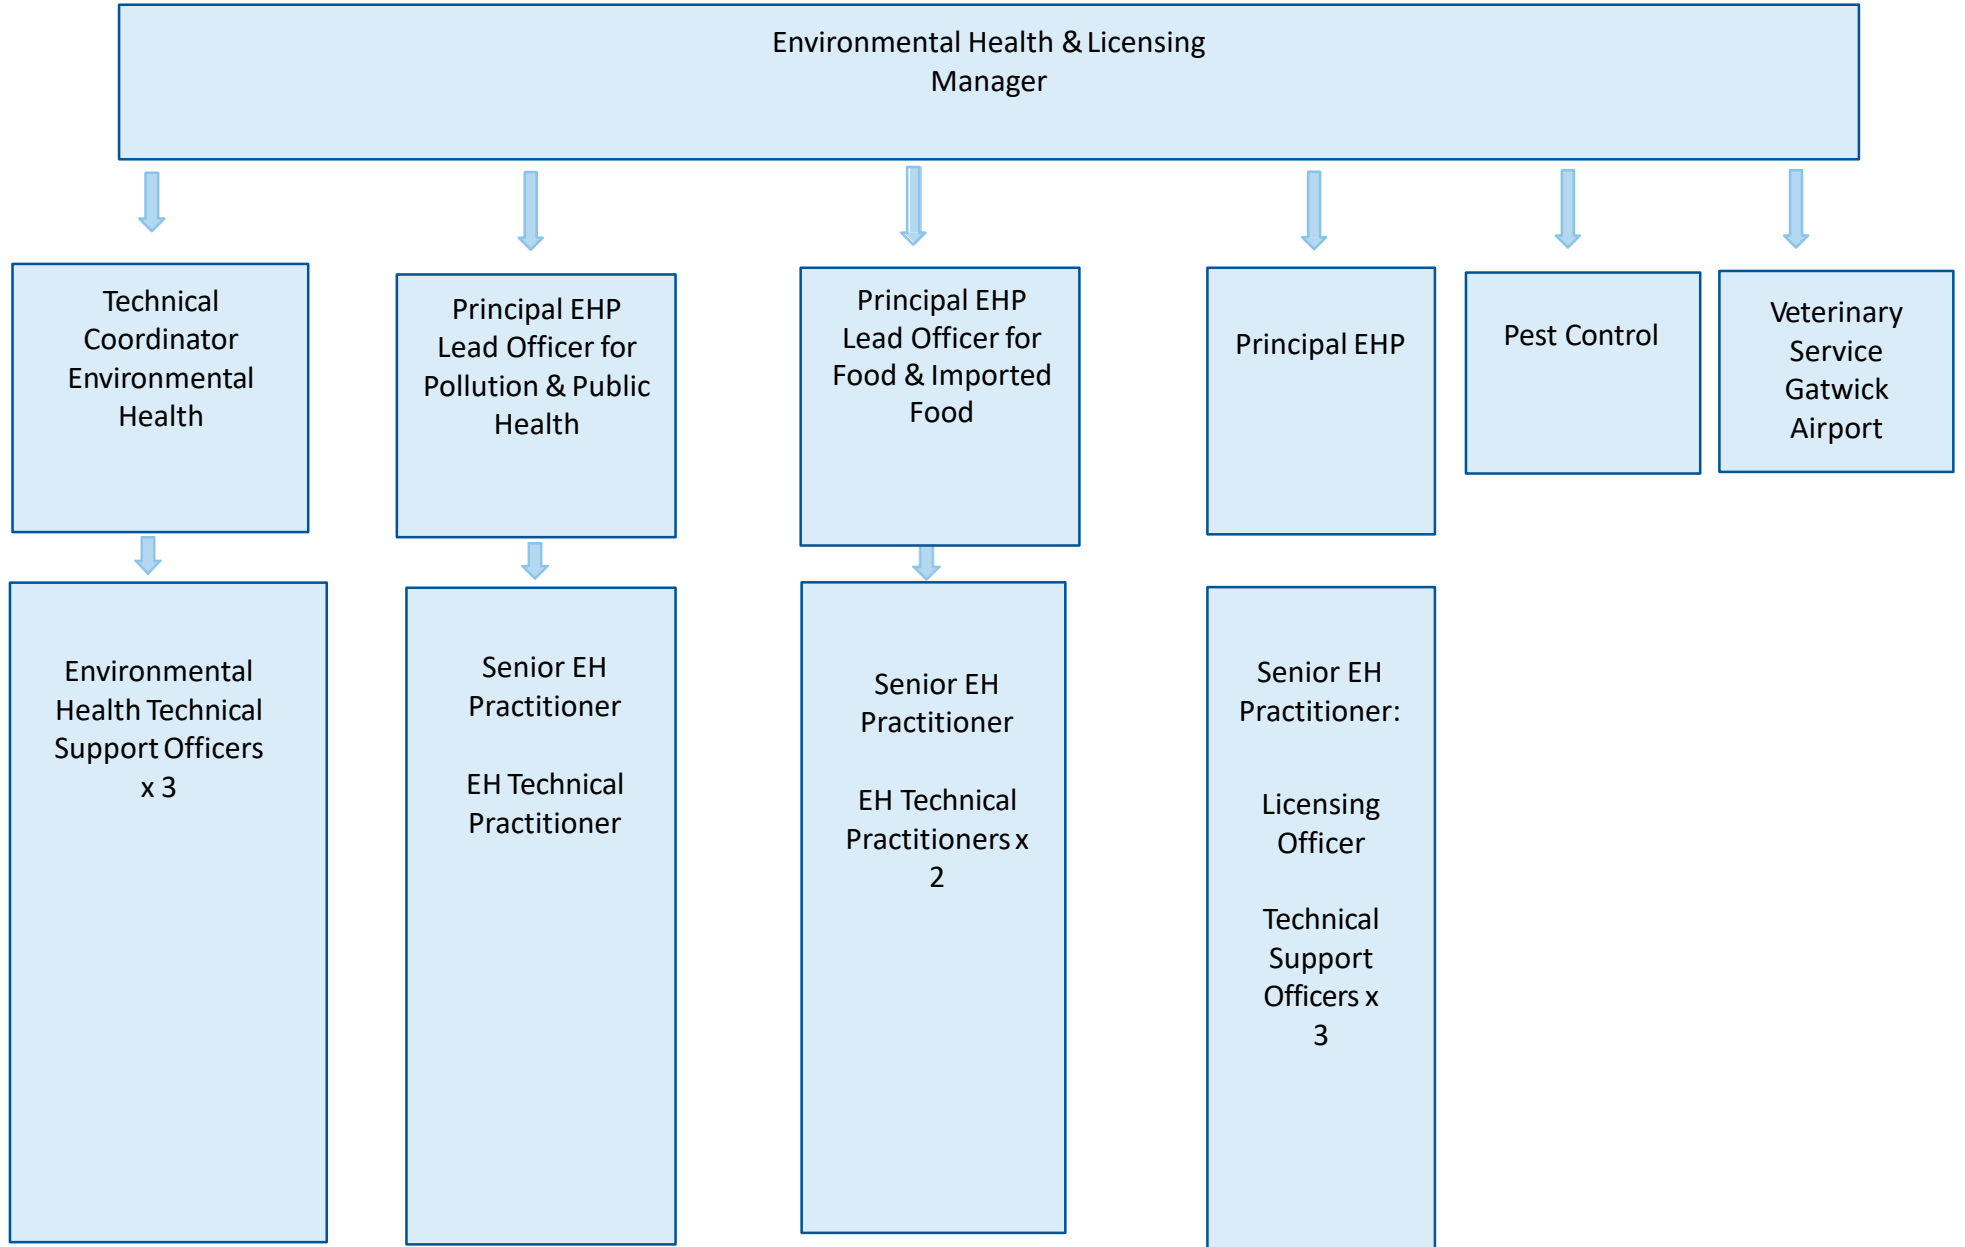 Environmental Health & Licensing
Manager
Technical
Coordinator
Environmental
Health
Principal EHP
Lead Officer for
Pollution & Public
Health
Principal EHP
Lead Officer for
Food & Imported
Food
Principal EHP
Pest Control
Veterinary
Service
Gatwick
Airport
Environmental
Health Technical
Support Officers
x 3
Senior EH
Practitioner
EH Technical
Practitioner
Senior EH
Practitioner
EH Technical
Practitioners x
2
Senior EH
Practitioner:
Licensing
Officer
Technical
Support
Officers x
3